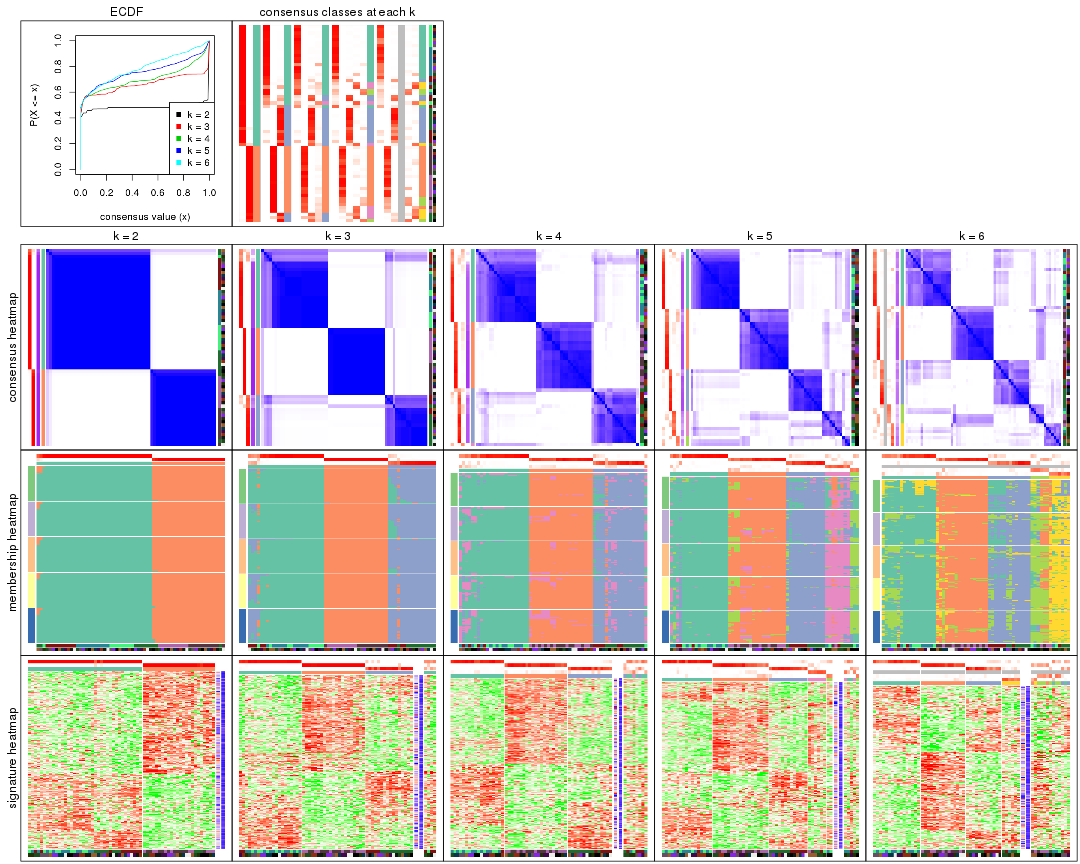 ECDF
consensus classes at each k
P(X <= x)
1.0
0.8
0.6
0.4
0.2
0.0
k = 2
k = 3
k = 4
k = 5
k = 6
0.0 0.2 0.4 0.6 0.8 1.0
consensus value (x)
k = 2 k = 3 k = 4 k = 5 k = 6
consensus heatmap
membership heatmap
signature heatmap